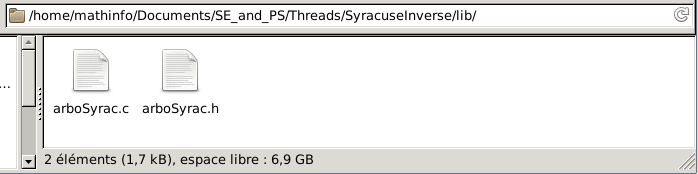 /home/mathinfo/Documents/SE_and_PS/Threads/SyracuseInverse/lib/
...
arboSyrac.c arboSyrac.h
2 éléments (1,7 kB), espace libre : 6,9 GB